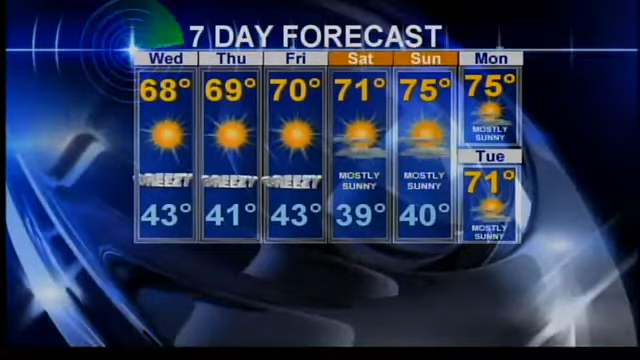 7 DAY FORECAST
Wed Thu Fri Sat Sun Mon
68° 69° 70° 71° 75° 75°
MOSTLY SUNNY
BREEZY BREEZY BREEZY MOSTLY SUNNY MOSTLY SUNNY
Tue
71°
43° 41° 43° 39° 40°
MOSTLY SUNNY